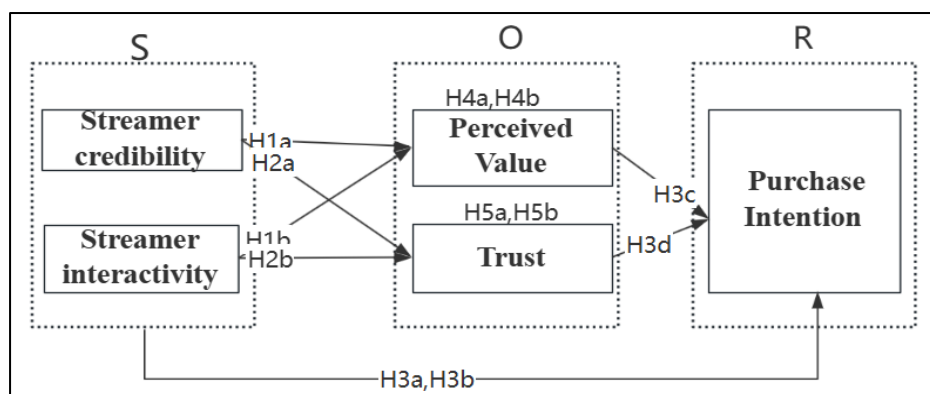 S
O
R
Streamer
credibility
Streamer
interactivity
H1a
H2a
H1b
H2b
H4a,H4b
Perceived
Value
H5a,H5b
Trust
H3c
H3d
Purchase
Intention
H3a,H3b